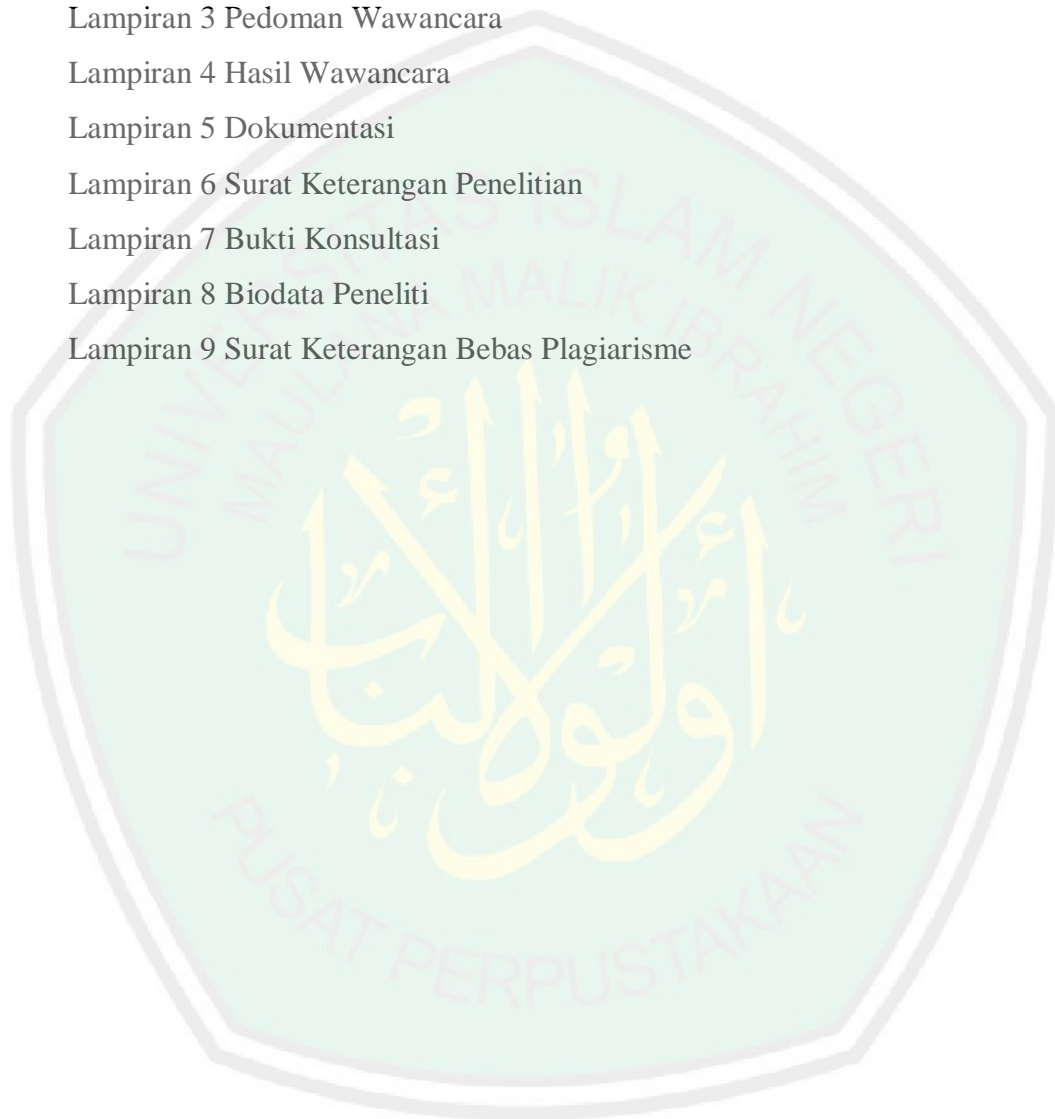 Lampiran 3 Pedoman Wawancara
Lampiran 4 Hasil Wawancara
Lampiran 5 Dokumentasi
Lampiran 6 Surat Keterangan Penelitian
Lampiran 7 Bukti Konsultasi
Lampiran 8 Biodata Peneliti
Lampiran 9 Surat Keterangan Bebas Plagiarisme
UNIVERSITAS ISLAM NEGERI
MAULANA MALIK IBRAHIM
أولوا الألباب
PUSAT PERPUSTAKAAN